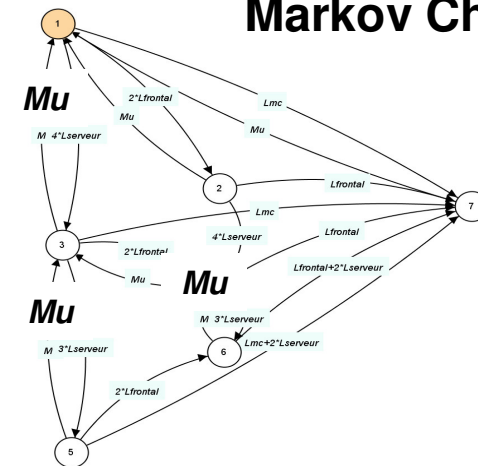 Markov Ch
1
Mu
2*Lfrontal
Mu
Lmc
Mu
M 4*Lserveur
2
Lfrontal
7
Lmc
4*Lserveur
Lfrontal
3
2*Lfrontal
Mu
Lfrontal+2*Lserveur
Mu
Mu
M 3*Lserveur
Lmc+2*Lserveur
6
M 3*Lserveur
2*Lfrontal
5